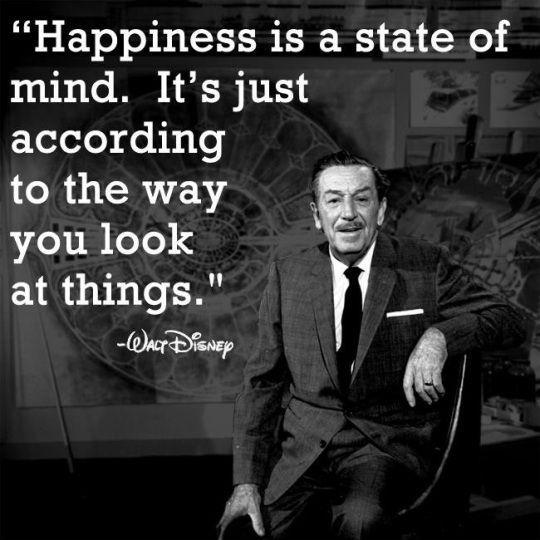 “Happiness is a state of
mind.  It’s just
according
to the way
you look
at things."
-Walt Disney